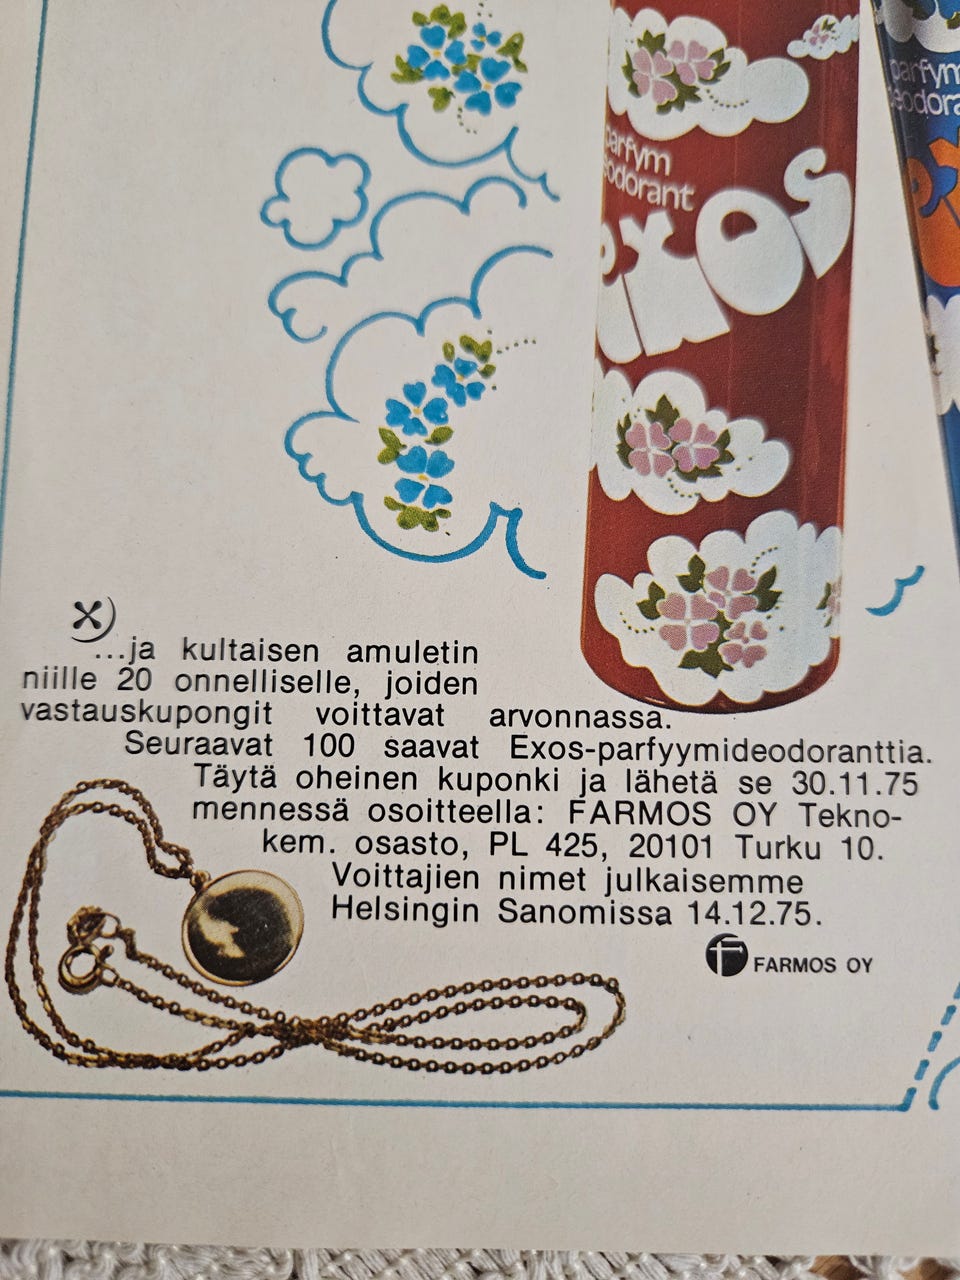 parfym
deodorant
exos
parfym
x)
...ja kultaisen amuletin
niille 20 onnelliselle, joiden
vastauskupongit voittavat arvonnassa.
Seuraavat 100 saavat Exos-parfyymideodoranttia.
Täytä oheinen kuponki ja lähetä se 30.11.75
mennessä osoitteella: FARMOS OY Tekno-
kem. osasto, PL 425, 20101 Turku 10.
Voittajien nimet julkaisemme
Helsingin Sanomissa 14.12.75.
FARMOS OY